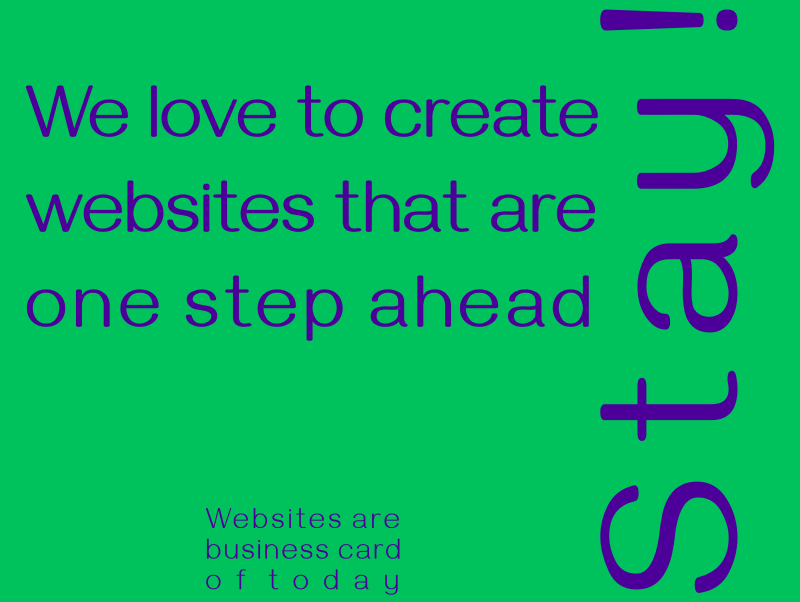 We love to create
websites that are
one step ahead
Stay!
Websites are
business card
of today